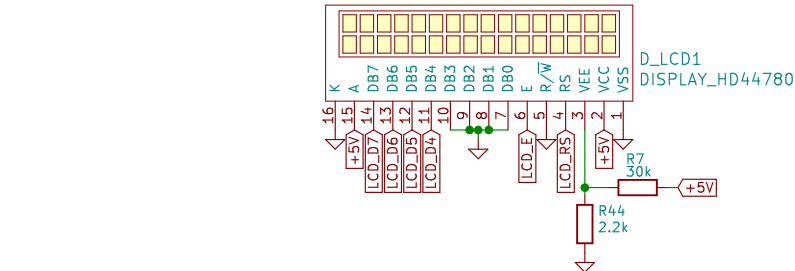 D_LCD1
DISPLAY_HD44780
K
A
DB7
DB6
DB5
DB4
DB3
DB2
DB1
DB0
E
R/W
RS
VEE
VCC
VSS
16
15
14
13
12
11
10
9
8
7
6
5
4
3
2
1
+5V
LCD_D7
LCD_D6
LCD_D5
LCD_D4
LCD_E
LCD_RS
+5V
R7
30k
+5V
R44
2.2k